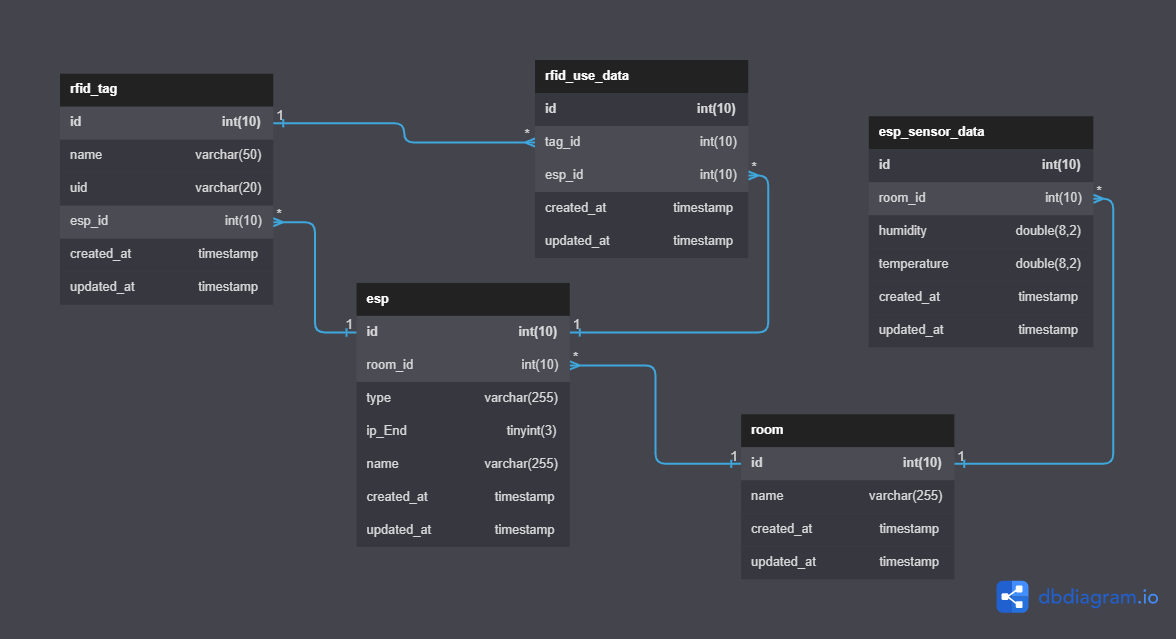 rfid_tag
id int(10)
name varchar(50)
uid varchar(20)
esp_id int(10)
created_at timestamp
updated_at timestamp
1
*
rfid_use_data
id int(10)
tag_id int(10)
esp_id int(10)
created_at timestamp
updated_at timestamp
*
*
esp_sensor_data
id int(10)
room_id int(10)
humidity double(8,2)
temperature double(8,2)
created_at timestamp
updated_at timestamp
*
esp
id int(10)
room_id int(10)
type varchar(255)
ip_End tinyint(3)
name varchar(255)
created_at timestamp
updated_at timestamp
1
1
*
room
id int(10)
name varchar(255)
created_at timestamp
updated_at timestamp
1
1
dbdiagram.io